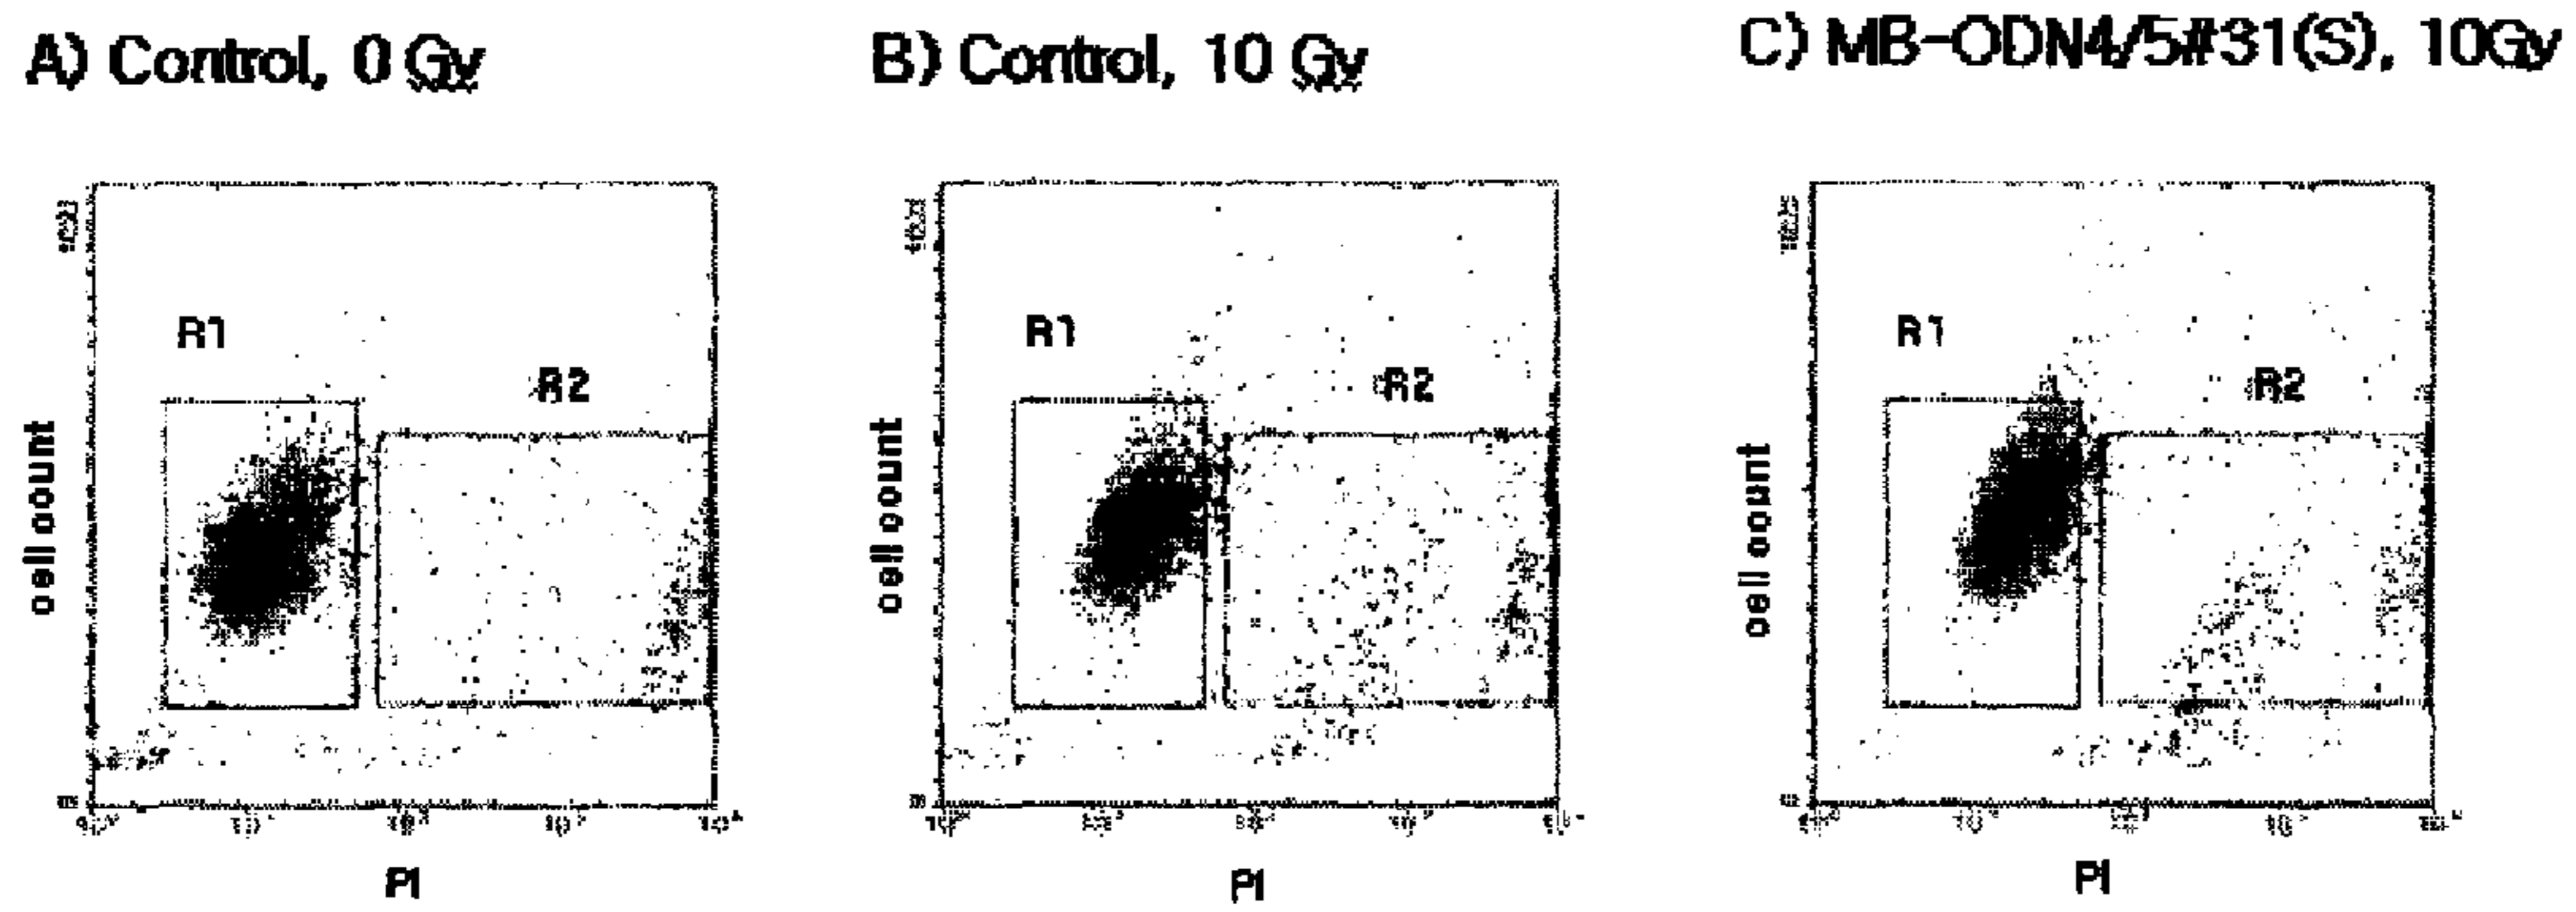 A) Control, 0 Gy
B) Control, 10 Gy
C) MB-ODN4/5#31(S), 10Gy
R1
R2
cell count
PI
R1
R2
cell count
PI
R1
R2
cell count
PI